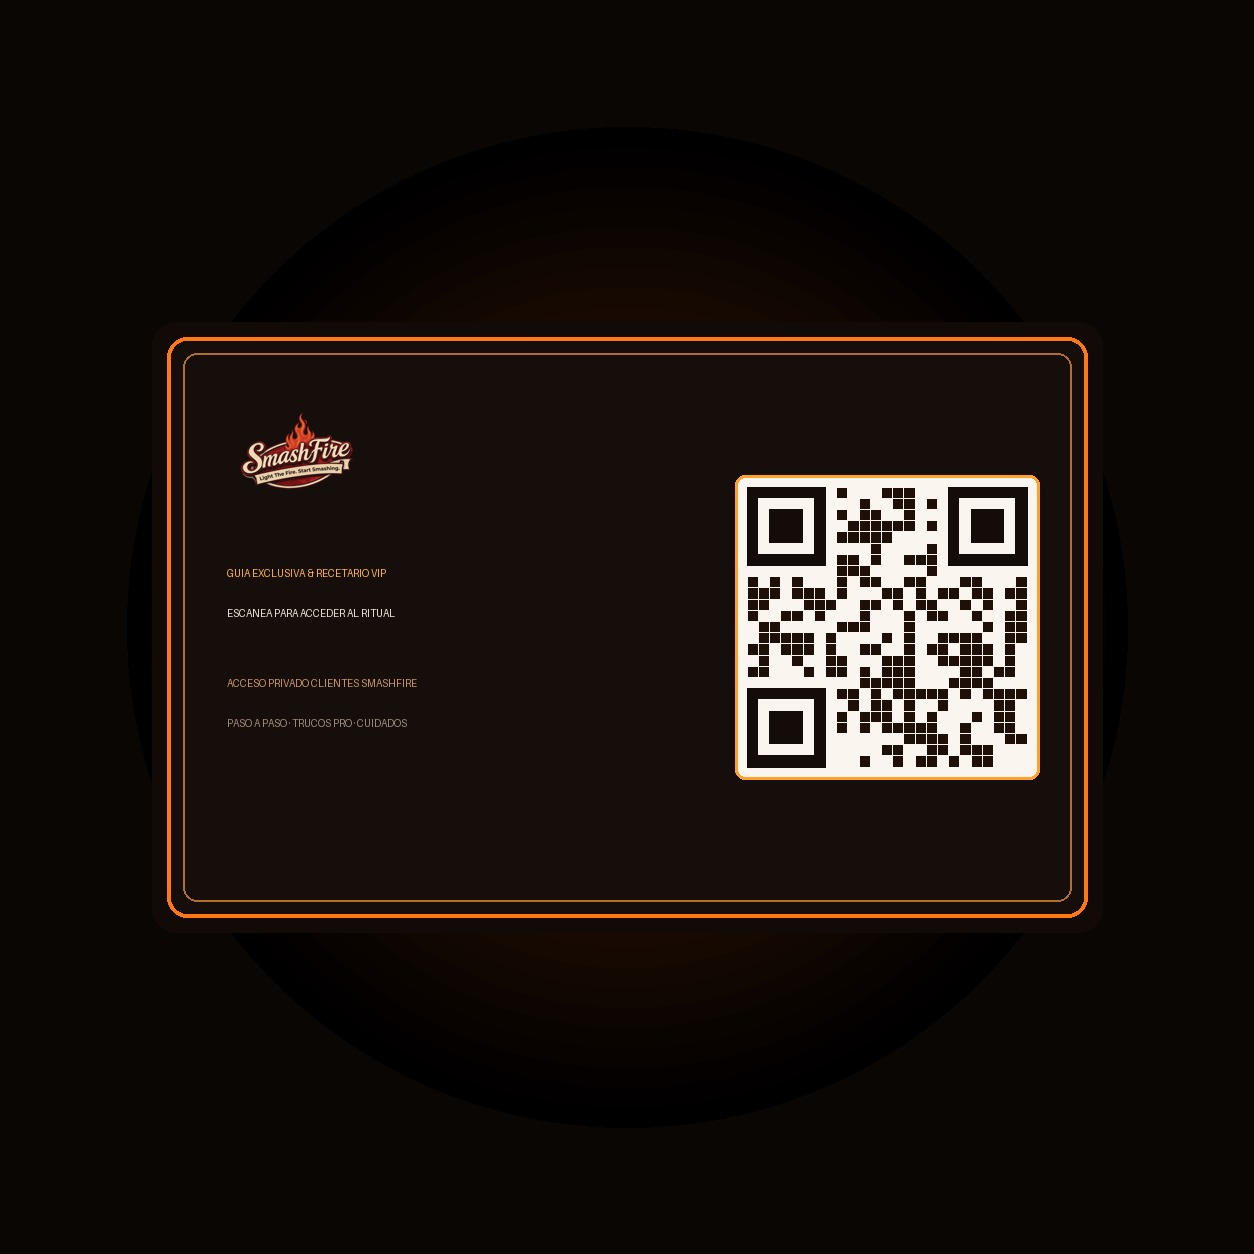 SmashFire
Light The Fire. Start Smashing.
GUIA EXCLUSIVA & RECETARIO VIP
ESCANEA PARA ACCEDER AL RITUAL
ACCESO PRIVADO CLIENTES SMASHFIRE
PASO A PASO · TRUCOS PRO · CUIDADOS